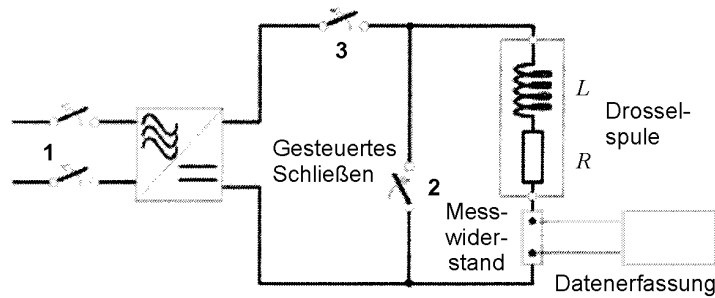 3
1
Gesteuertes
Schließen
2
L
R
Drossel-
spule
Mess-
wider-
stand
Datenerfassung